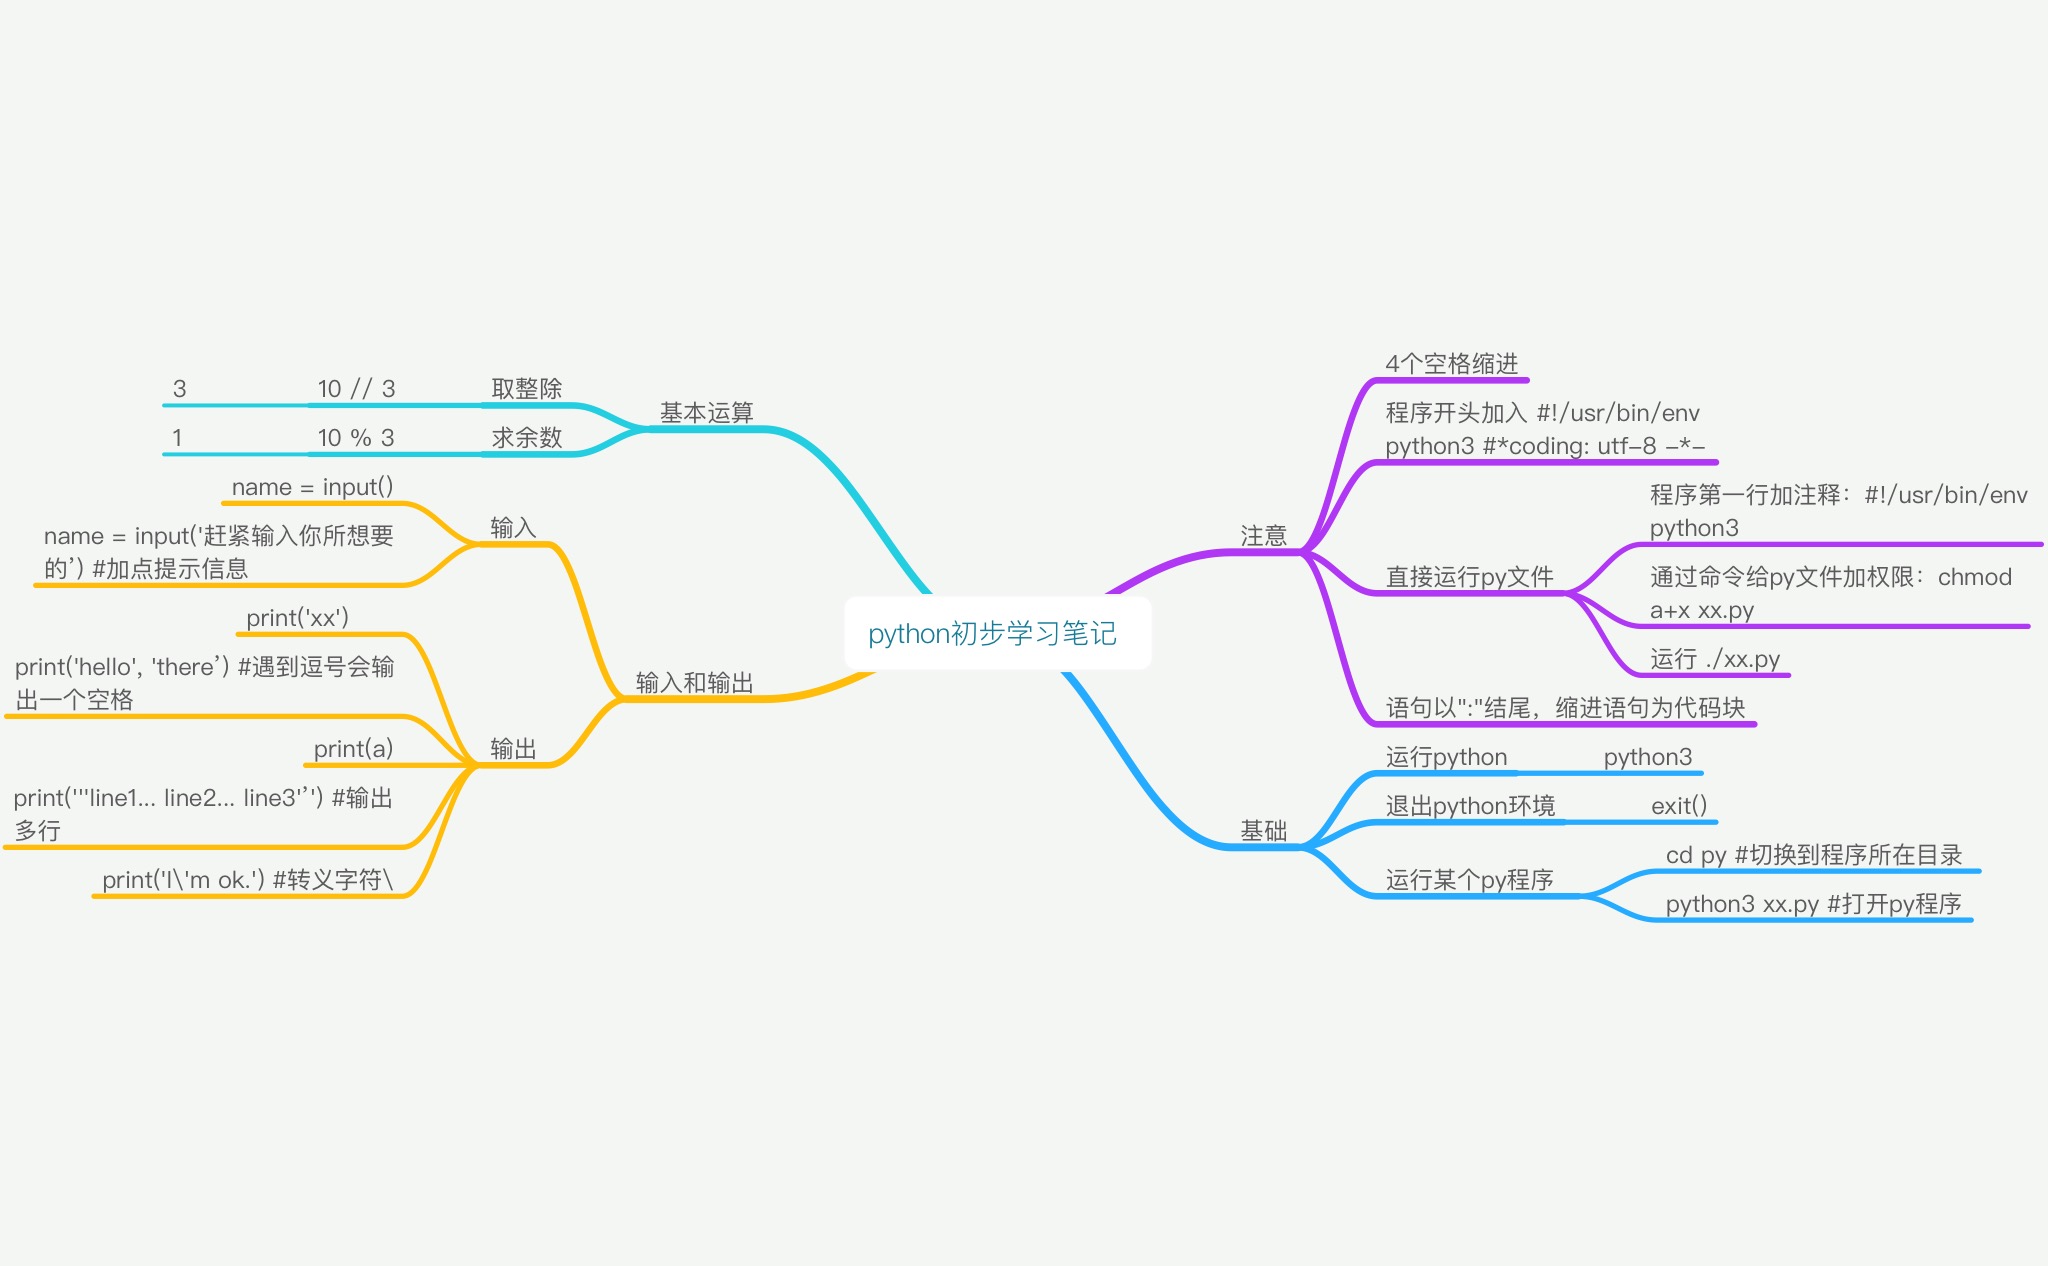 python初步学习笔记
注意
4个空格缩进
程序开头加入 #!/usr/bin/env
python3 #*coding: utf-8 -*-
直接运行py文件
程序第一行加注释：#!/usr/bin/env
python3
通过命令给py文件加权限：chmod
a+x xx.py
运行 ./xx.py
语句以":"结尾，缩进语句为代码块
基础
运行python
python3
退出python环境
exit()
运行某个py程序
cd py #切换到程序所在目录
python3 xx.py #打开py程序
基本运算
取整除
10 // 3
3
求余数
10 % 3
1
输入和输出
输入
name = input()
name = input('赶紧输入你所想要
的’) #加点提示信息
输出
print('xx')
print('hello', 'there’) #遇到逗号会输
出一个空格
print(a)
print('''line1... line2... line3'’') #输出
多行
print('I\'m ok.') #转义字符\